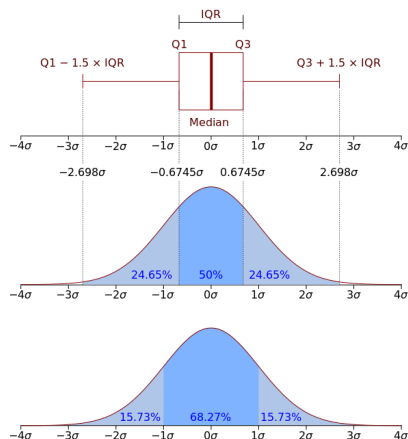 IQR
Q1 Q3
Q1 − 1.5 × IQR Q3 + 1.5 × IQR
Median
−4σ −3σ −2σ −1σ 0σ 1σ 2σ 3σ 4σ
−2.698σ −0.6745σ 0.6745σ 2.698σ
24.65% 50% 24.65%
−4σ −3σ −2σ −1σ 0σ 1σ 2σ 3σ 4σ
15.73% 68.27% 15.73%
−4σ −3σ −2σ −1σ 0σ 1σ 2σ 3σ 4σ